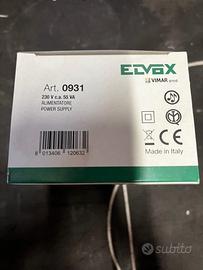 ELVOX
VIMAR group
Art. 0931
230 V c.a. 55 VA
ALIMENTATORE
POWER SUPPLY
CE
8 013406 120632
Made in Italy
subito